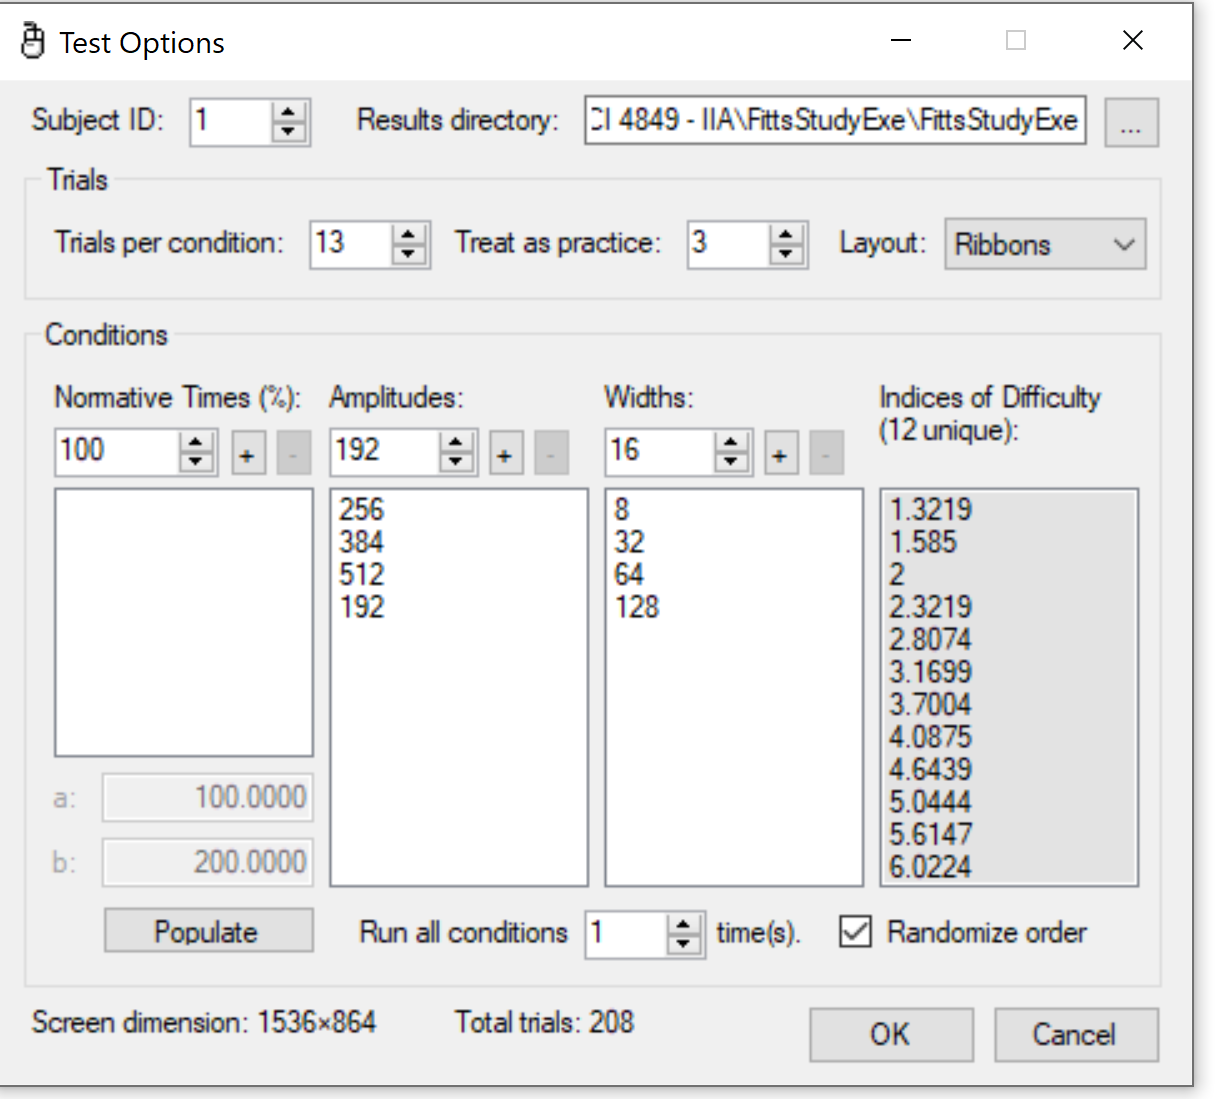 Test Options
Subject ID: 1 Results directory: CI 4849 - IIA\FittsStudyExe\FittsStudyExe ...
Trials
Trials per condition: 13 Treat as practice: 3 Layout: Ribbons
Conditions
Normative Times (%): Amplitudes: Widths: Indices of Difficulty
(12 unique):
100 + - 192 + - 16 + -
256 8 1.3219
384 32 1.585
512 64 2
192 128 2.3219
2.8074
3.1699
3.7004
4.0875
a: 100.0000 4.6439
5.0444
5.6147
b: 200.0000 6.0224
Populate Run all conditions 1 time(s). Randomize order
Screen dimension: 1536×864 Total trials: 208
OK Cancel